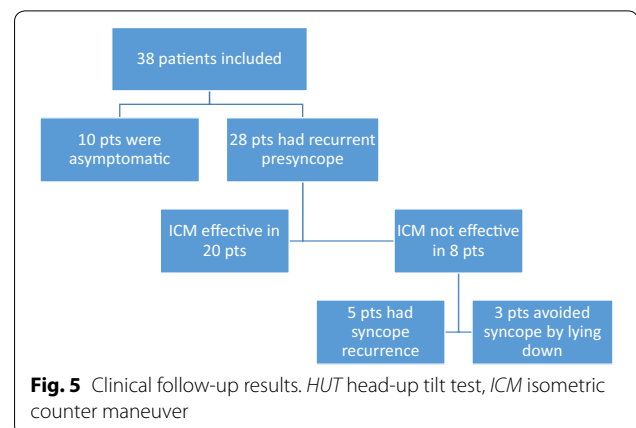 38 patients included
10 pts were
asymptomatic
28 pts had recurrent
presyncope
ICM effective in
20 pts
ICM not effective
in 8 pts
5 pts had
syncope
recurrence
3 pts avoided
syncope by lying
down
Fig. 5 Clinical follow-up results. HUT head-up tilt test, ICM isometric
counter maneuver